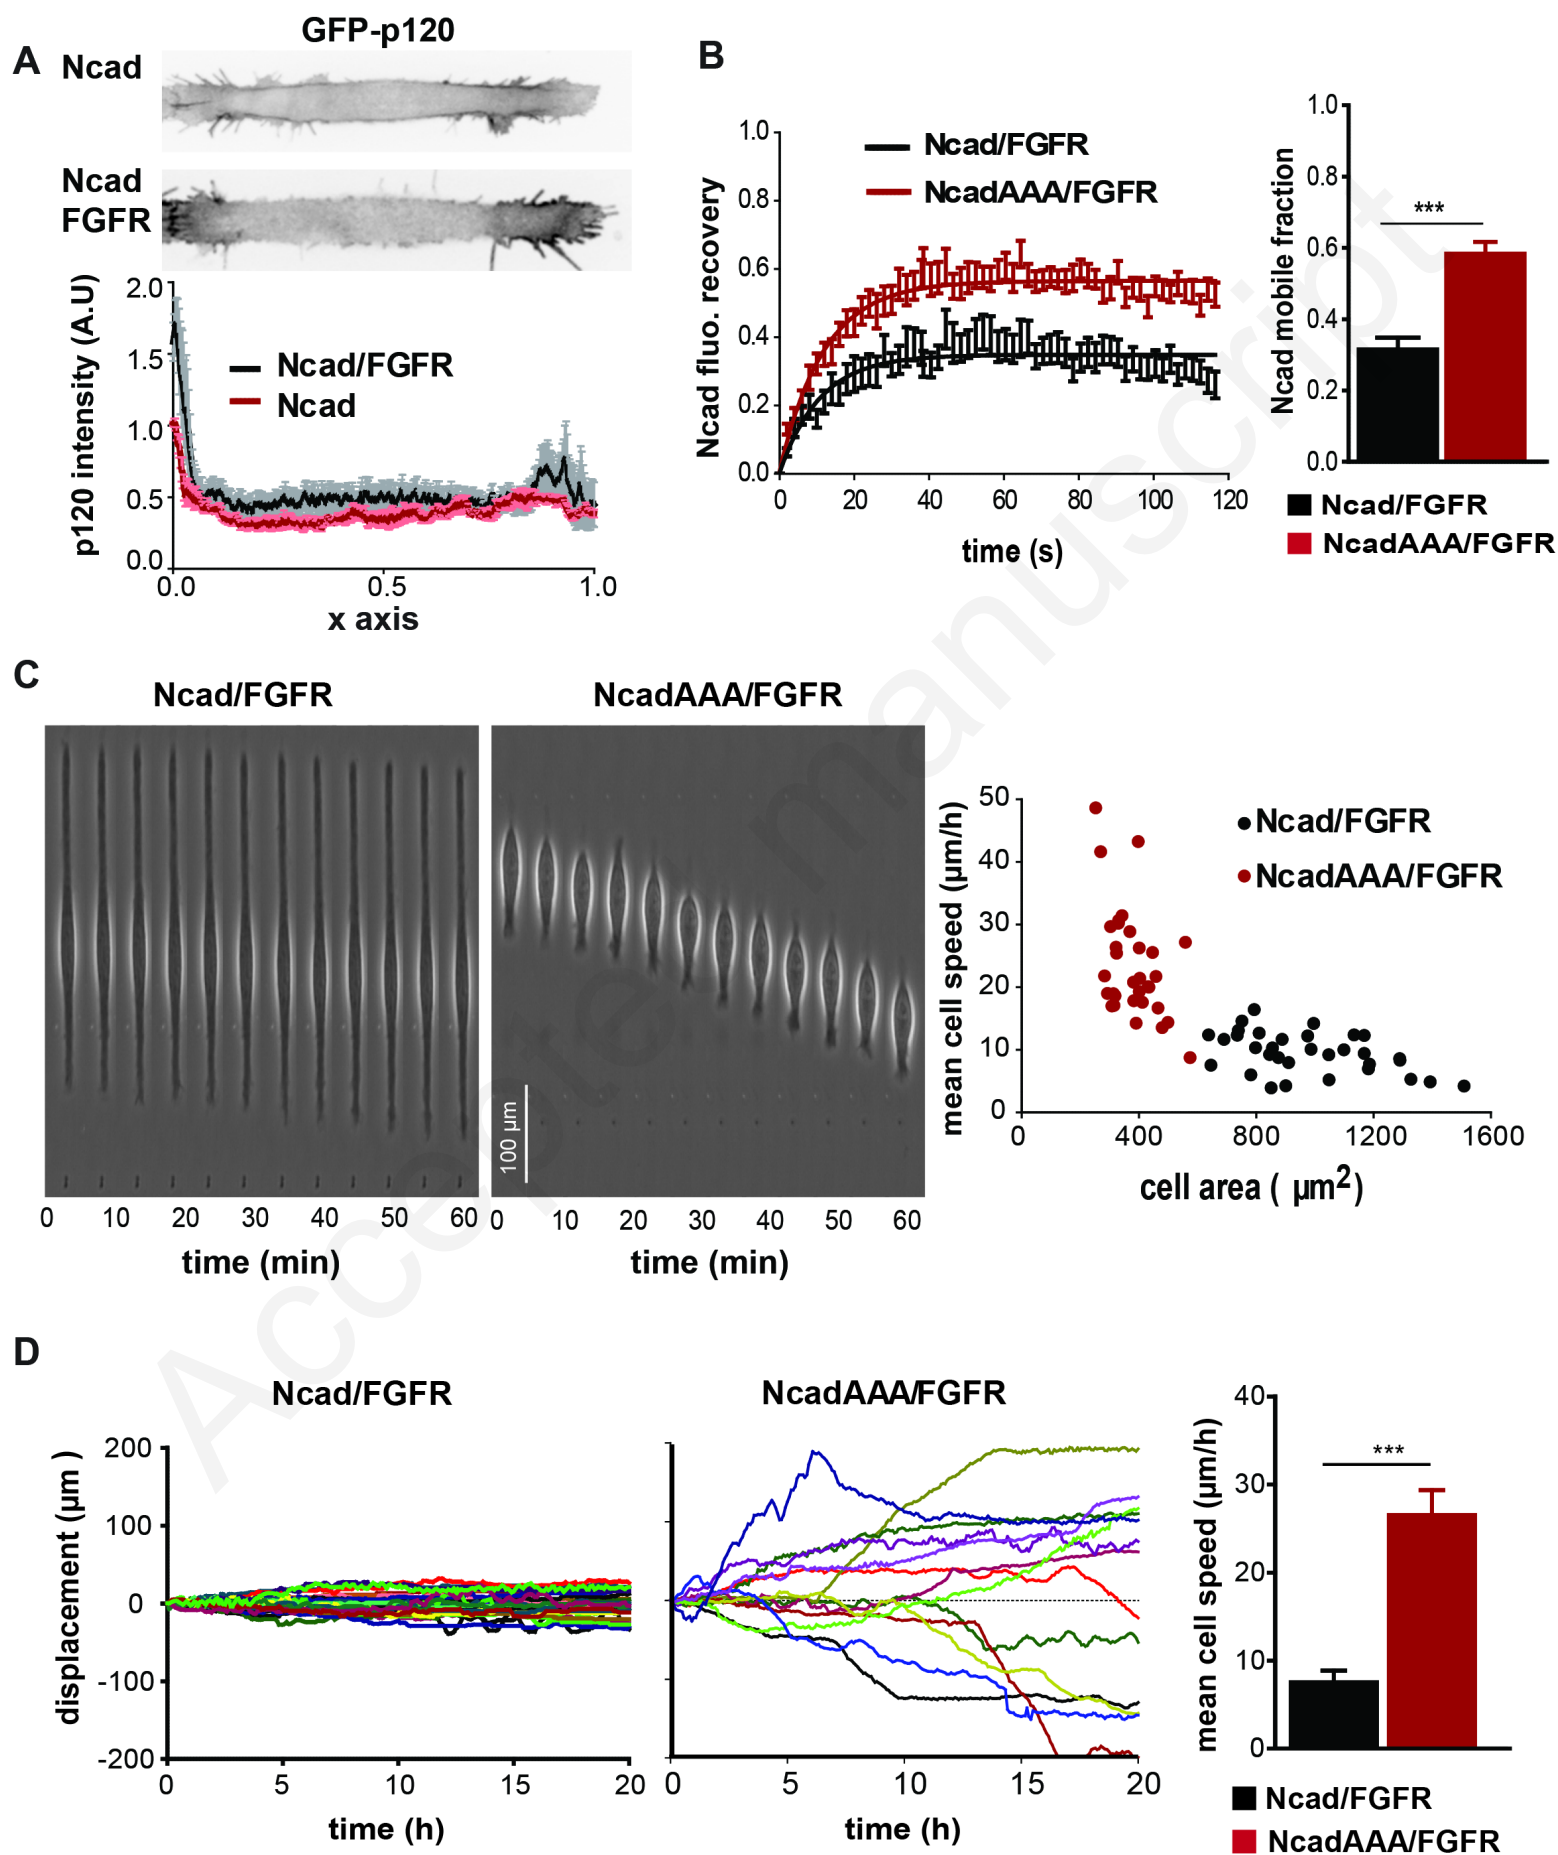 GFP-p120
A
Ncad
Ncad
FGFR
p120 intensity (A.U)
2.0
1.5
1.0
0.5
0.0
Ncad/FGFR
Ncad
0.0
0.5
1.0
x axis
B
Ncad fluo. recovery
1.0
0.8
0.6
0.4
0.2
0.0
Ncad/FGFR
NcadAAA/FGFR
0
20
40
60
80
100
120
time (s)
Ncad mobile fraction
1.0
0.8
0.6
0.4
0.2
0.0
***
Ncad/FGFR
NcadAAA/FGFR
C
Ncad/FGFR
NcadAAA/FGFR
100 µm
0 10 20 30 40 50 60
time (min)
0 10 20 30 40 50 60
time (min)
mean cell speed (µm/h)
50
40
30
20
10
0
Ncad/FGFR
NcadAAA/FGFR
0 400 800 1200 1600
cell area ( µm2)
D
Ncad/FGFR
NcadAAA/FGFR
displacement (µm )
200
100
0
-100
-200
0 5 10 15 20
time (h)
0 5 10 15 20
time (h)
mean cell speed (µm/h)
40
30
20
10
0
***
Ncad/FGFR
NcadAAA/FGFR
Accepted manuscript